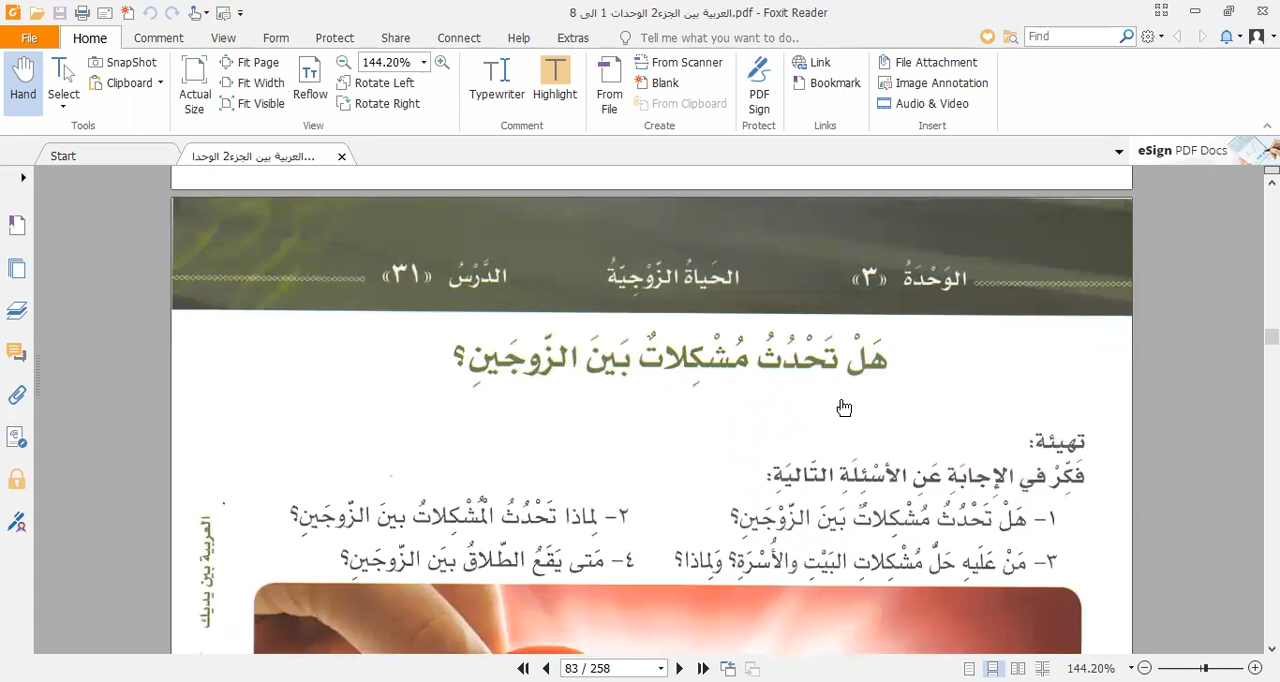 العربية بين الجزء2 الوحدات 1 الى 8.pdf - Foxit Reader
File Home Comment View Form Protect Share Connect Help Extras Tell me what you want to do.. Find
Hand
Select
SnapShot
Clipboard
Tools
Actual Size
Fit Page
Fit Width
Fit Visible
Reflow
144.20%
Rotate Left
Rotate Right
View
Typewriter
Highlight
Comment
From File
From Scanner
Blank
From Clipboard
Create
PDF Sign
Protect
Link
Bookmark
Links
File Attachment
Image Annotation
Audio & Video
Insert
Start
العربية بين الجزء2 الوحدا...
eSign PDF Docs
الوَحْدَةُ «٣» الحَياةُ الزَّوْجِيّةُ الدَّرْسُ «٣١»
هَلْ تَحْدُثُ مُشْكِلاتٌ بَينَ الزَّوجَينِ؟
تهيئة:
فَكِّرْ في الإِجابَةِ عَنِ الأَسْئِلَةِ التّاليَةِ:
١- هَلْ تَحْدُثُ مُشْكِلاتٌ بَينَ الزَّوْجَينِ؟ ٢- لِماذا تَحْدُثُ الْمُشْكِلاتُ بينَ الزَّوجَينِ؟
٣- مَنْ عَلَيهِ حَلُّ مُشْكِلاتِ البَيْتِ والأُسْرَةِ؟ وَلِماذا؟ ٤- مَتى يَقَعُ الطَّلاقُ بيَن الزَّوجَينِ؟
العربية بين يديك
83 / 258
144.20%